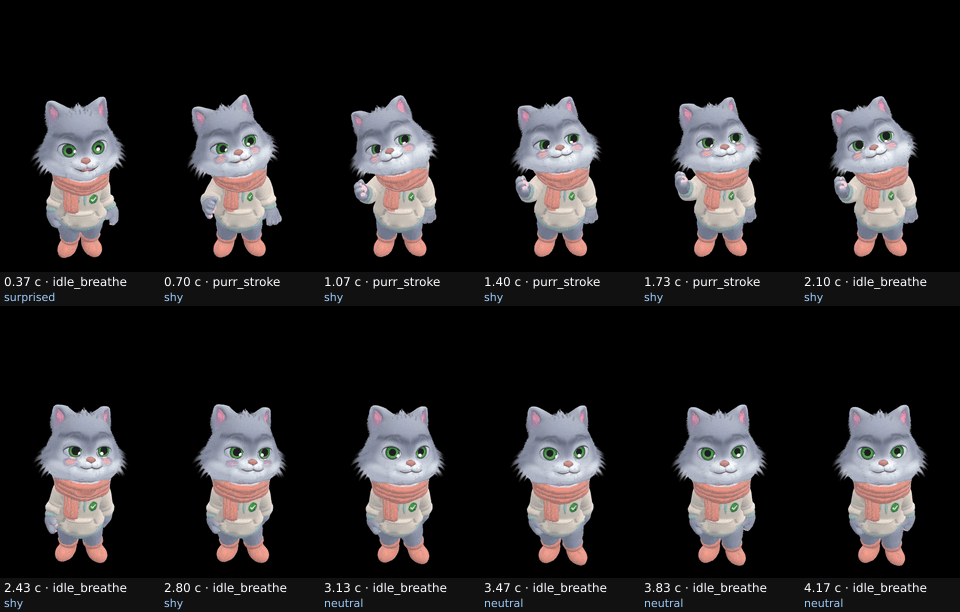 0.37 c · idle_breathe
surprised
0.70 c · purr_stroke
shy
1.07 c · purr_stroke
shy
1.40 c · purr_stroke
shy
1.73 c · purr_stroke
shy
2.10 c · idle_breathe
shy
2.43 c · idle_breathe
shy
2.80 c · idle_breathe
shy
3.13 c · idle_breathe
neutral
3.47 c · idle_breathe
neutral
3.83 c · idle_breathe
neutral
4.17 c · idle_breathe
neutral